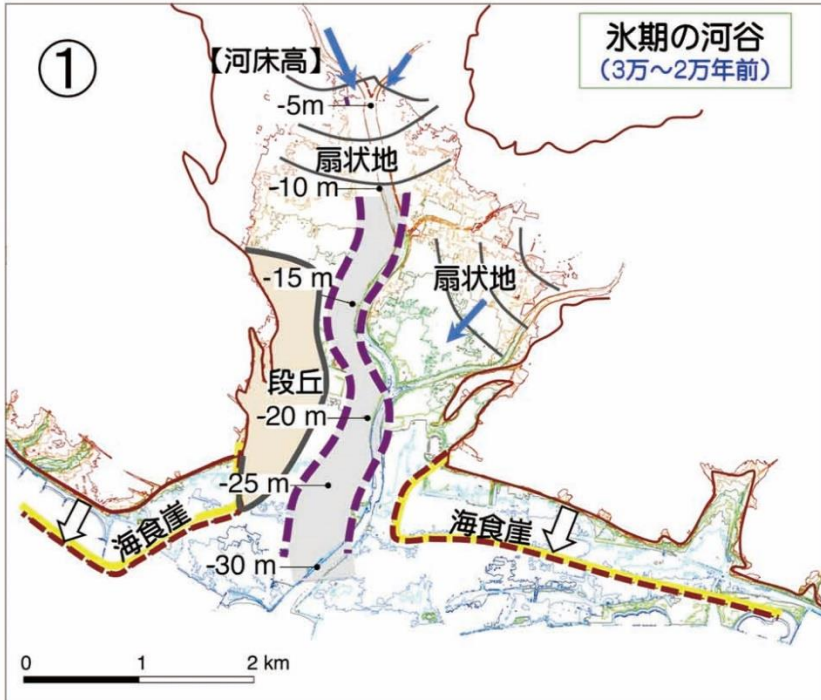 ①
氷期の河谷
(3万~2万年前)
【河床高】
-5m
扇状地
-10 m
-15 m
扇状地
段丘
-20 m
-25 m
海食崖
海食崖
-30 m
0 1 2 km